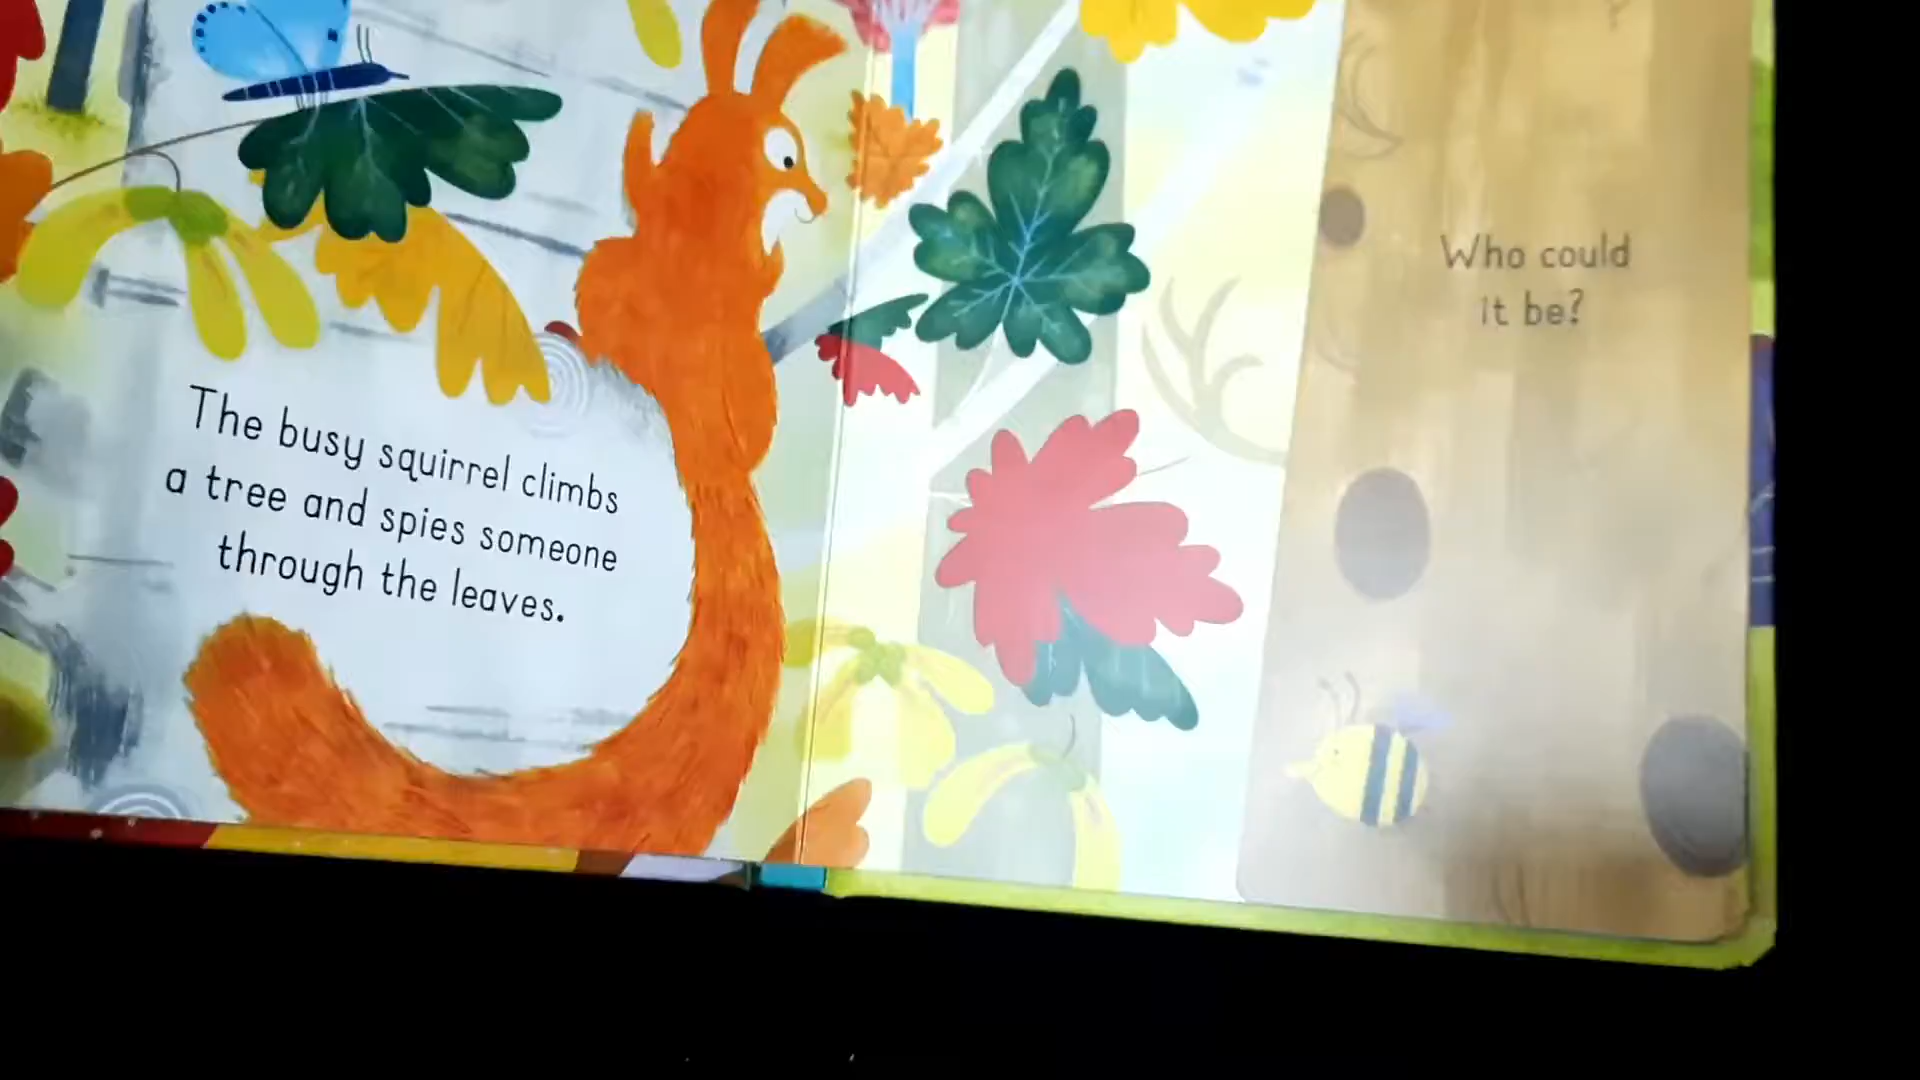 The busy squirrel climbs
a tree and spies someone
through the leaves.
Who could
it be?